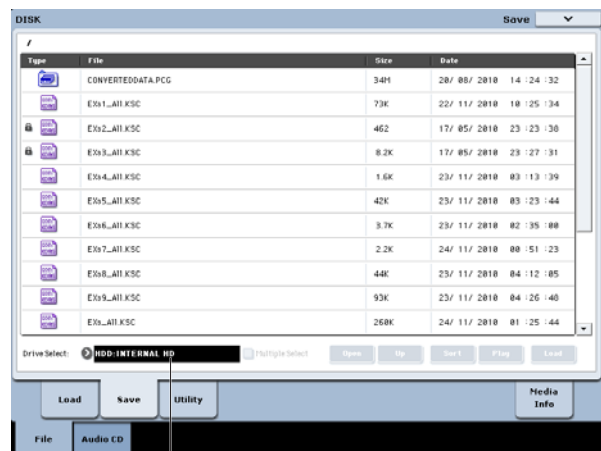 DISK Save
/
Type File Size Date
CONVERTEDDATA.PCG 34M 20/ 08/ 2010 14 :24 :32
EXs1_All.KSC 73K 22/ 11/ 2010 10 :25 :34
EXs2_All.KSC 462 17/ 05/ 2010 23 :23 :38
EXs3_All.KSC 8.2K 17/ 05/ 2010 23 :27 :31
EXs4_All.KSC 1.6K 23/ 11/ 2010 03 :13 :39
EXs5_All.KSC 42K 23/ 11/ 2010 03 :23 :44
EXs6_All.KSC 3.7K 23/ 11/ 2010 02 :35 :00
EXs7_All.KSC 2.2K 24/ 11/ 2010 00 :51 :23
EXs8_All.KSC 44K 23/ 11/ 2010 04 :12 :05
EXs9_All.KSC 93K 23/ 11/ 2010 04 :26 :40
EXs_All.KSC 260K 24/ 11/ 2010 01 :25 :44
Drive Select: HDD:INTERNAL HD Multiple Select Open Up Sort Play Load
Load Save Utility Media Info
File Audio CD